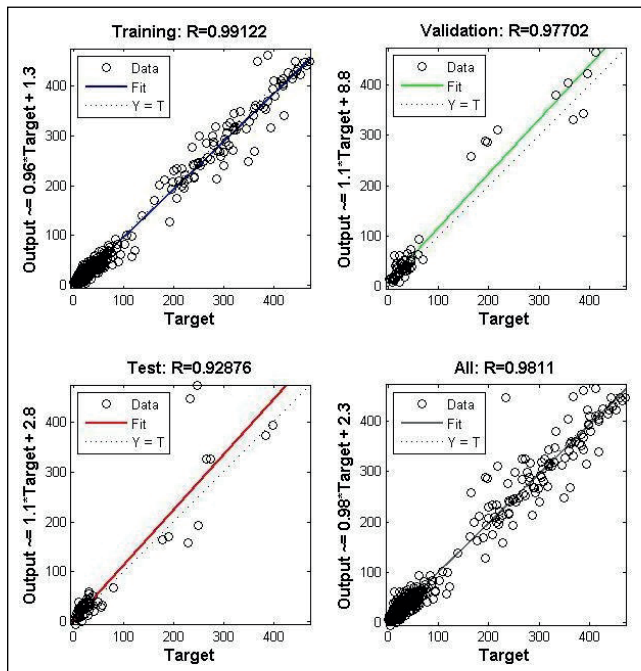 Training: R=0.99122
Output ~= 0.96*Target + 1.3
400
300
200
100
0
Data
Fit
Y = T
0 100 200 300 400
Target
Validation: R=0.97702
Output ~= 1.1*Target + 8.8
400
300
200
100
0
Data
Fit
Y = T
0 100 200 300 400
Target
Test: R=0.92876
Output ~= 1.1*Target + 2.8
400
300
200
100
0
Data
Fit
Y = T
0 100 200 300 400
Target
All: R=0.9811
Output ~= 0.98*Target + 2.3
400
300
200
100
0
Data
Fit
Y = T
0 100 200 300 400
Target